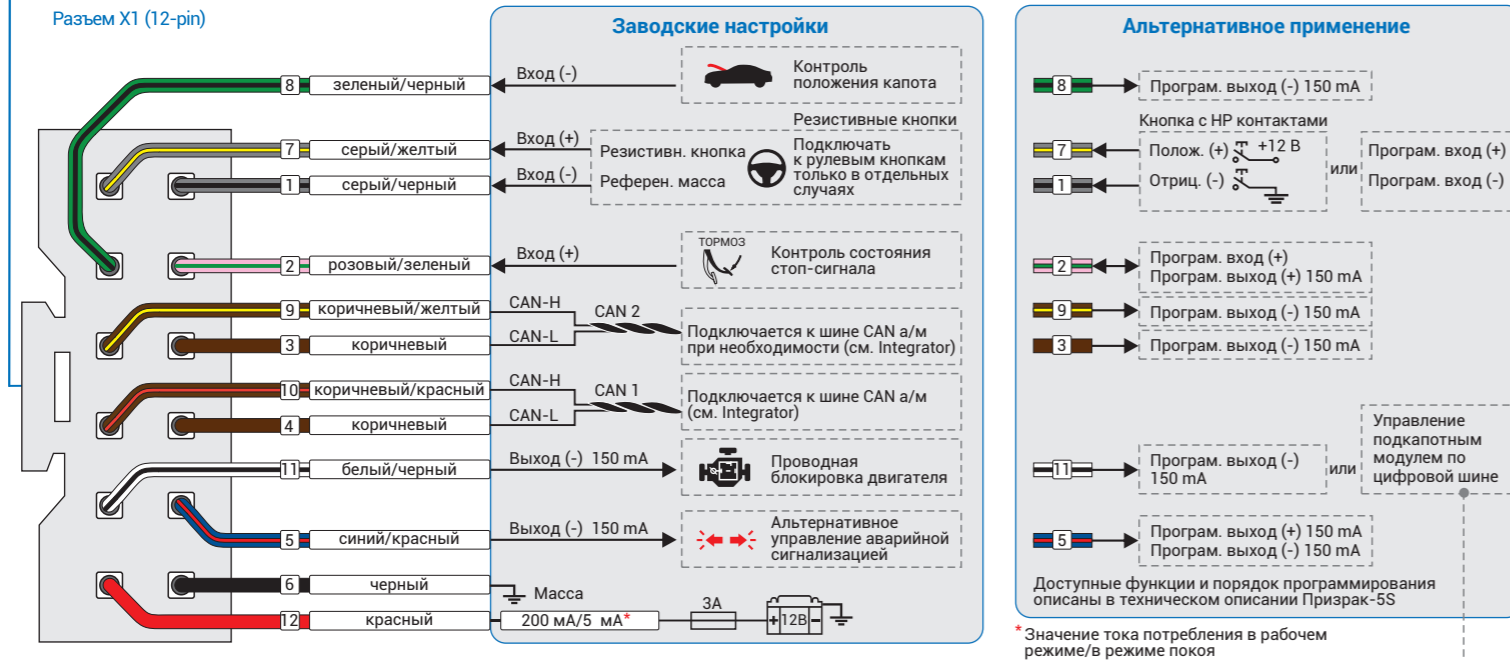 Разъем X1 (12-pin)
Заводские настройки
8 зеленый/черный
Вход (-)
Контроль
положения капота
7 серый/желтый
Вход (+)
1 серый/черный
Вход (-)
Резистивные кнопки
Резистивн. кнопка
Референ. масса
Подключать
к рулевым кнопкам
только в отдельных
случаях
2 розовый/зеленый
Вход (+)
ТОРМОЗ
Контроль состояния
стоп-сигнала
9 коричневый/желтый
CAN-H
3 коричневый
CAN-L
CAN 2
Подключается к шине CAN а/м
при необходимости (см. Integrator)
10 коричневый/красный
CAN-H
4 коричневый
CAN-L
CAN 1
Подключается к шине CAN а/м
(см. Integrator)
11 белый/черный
Выход (-) 150 mA
Проводная
блокировка двигателя
5 синий/красный
Выход (-) 150 mA
Альтернативное
управление аварийной
сигнализацией
6 черный
Масса
12 красный
200 мА/5 мА*
3А
+ 12В -
Альтернативное применение
8
Програм. выход (-) 150 mA
Кнопка с НР контактами
7
Полож. (+) +12 В
1
Отриц. (-)
или
Програм. вход (+)
Програм. вход (-)
2
Програм. вход (+)
Програм. выход (+) 150 mA
9
Програм. выход (-) 150 mA
3
Програм. выход (-) 150 mA
11
Програм. выход (-)
150 mA
или
Управление
подкапотным
модулем по
цифровой шине
5
Програм. выход (+) 150 mA
Програм. выход (-) 150 mA
Доступные функции и порядок программирования
описаны в техническом описании Призрак-5S
* Значение тока потребления в рабочем
режиме/в режиме покоя